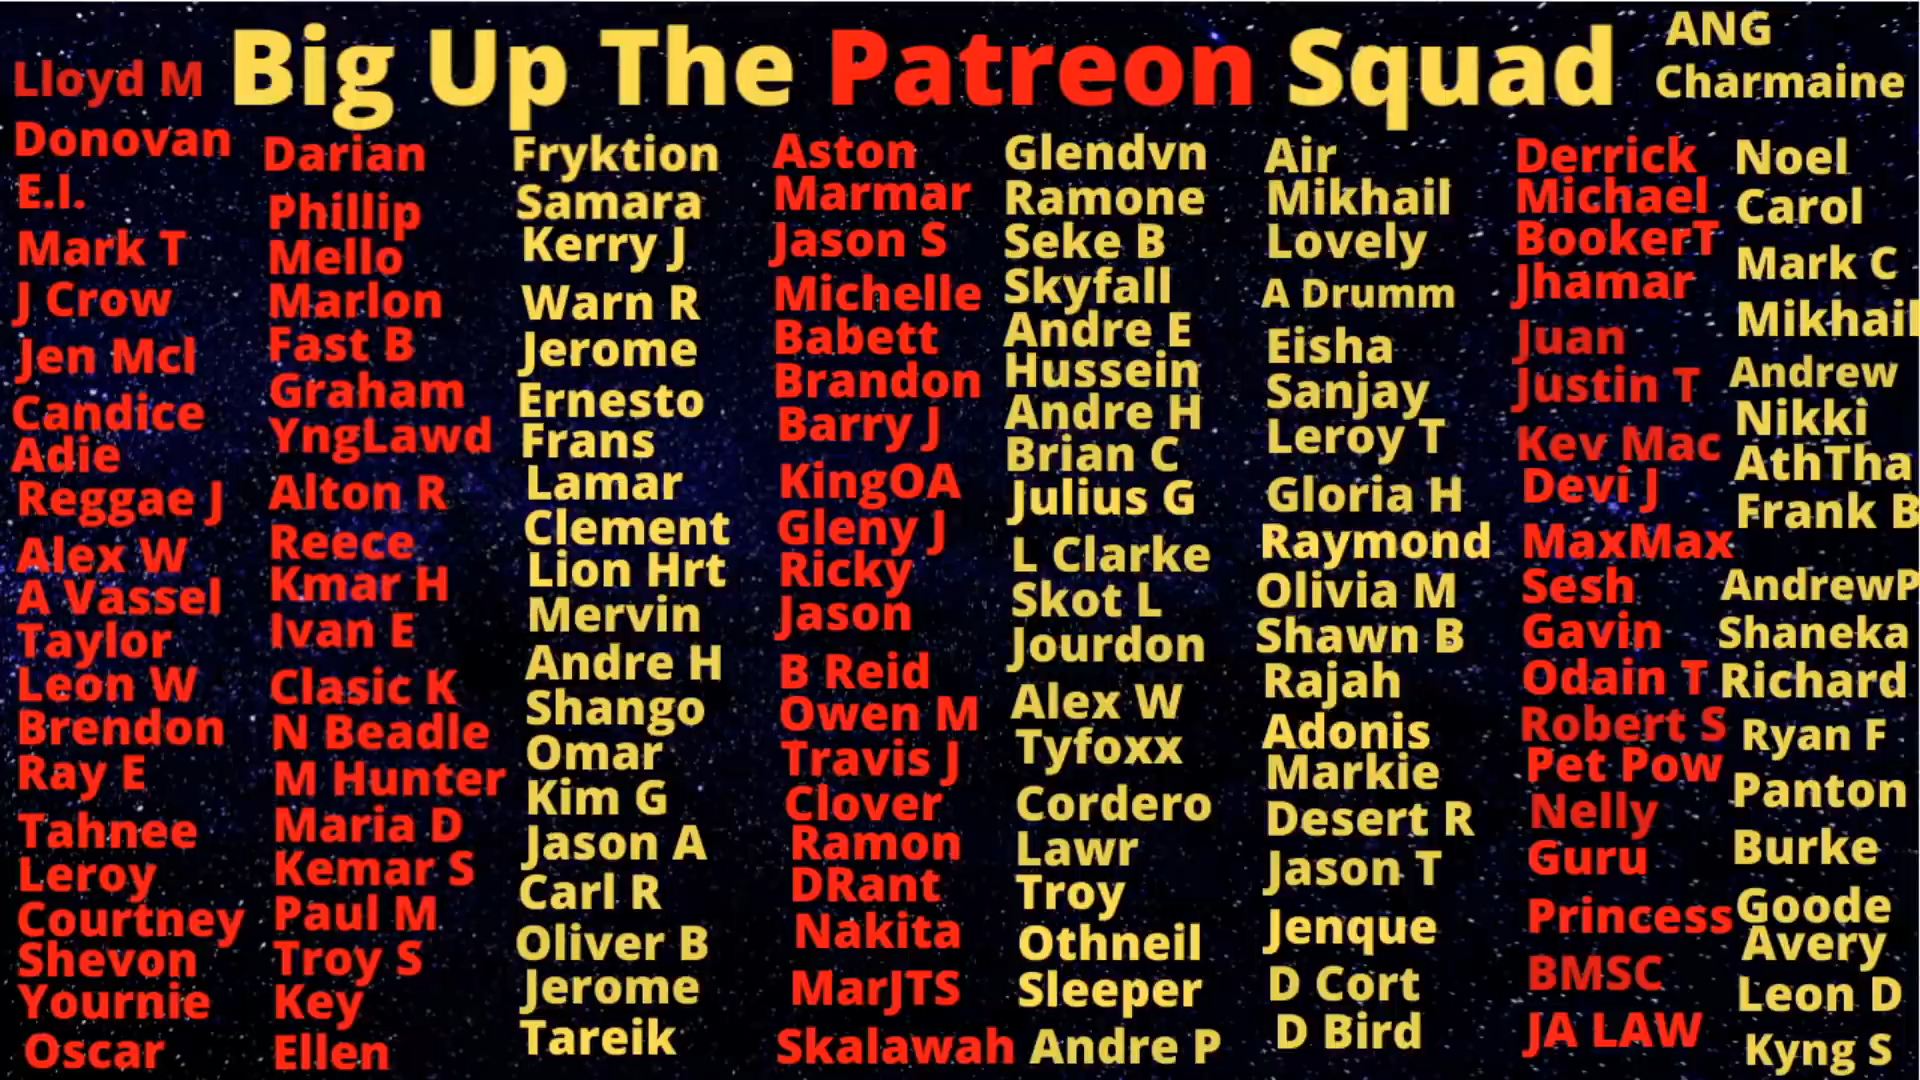 Big Up The Patreon Squad
Lloyd M
Donovan
E.I.
Mark T
J Crow
Jen Mcl
Candice
Adie
Reggae J
Alex W
A Vassel
Taylor
Leon W
Brendon
Ray E
Tahnee
Leroy
Courtney
Shevon
Yournie
Oscar
Darian
Phillip
Mello
Marlon
Fast B
Graham
YngLawd
Alton R
Reece
Kmar H
Ivan E
Clasic K
N Beadle
M Hunter
Maria D
Kemar S
Paul M
Troy S
Key
Ellen
Fryktion
Samara
Kerry J
Warn R
Jerome
Ernesto
Frans
Lamar
Clement
Lion Hrt
Mervin
Andre H
Shango
Omar
Kim G
Jason A
Carl R
Oliver B
Jerome
Tareik
Aston
Marmar
Jason S
Michelle
Babett
Brandon
Barry J
KingOA
Gleny J
Ricky
Jason
B Reid
Owen M
Travis J
Clover
Ramon
DRant
Nakita
MarJTS
Skalawah
Glendvn
Ramone
Seke B
Skyfall
Andre E
Hussein
Andre H
Brian C
Julius G
L Clarke
Skot L
Jourdon
Alex W
Tyfoxx
Cordero
Lawr
Troy
Othneil
Sleeper
Andre P
Air
Mikhail
Lovely
A Drumm
Eisha
Sanjay
Leroy T
Gloria H
Raymond
Olivia M
Shawn B
Rajah
Adonis
Markie
Desert R
Jason T
Jenque
D Cort
D Bird
Derrick
Michael
BookerT
Jhamar
Juan
Justin T
Kev Mac
Devi J
MaxMax
Sesh
Gavin
Odain T
Robert S
Pet Pow
Nelly
Guru
Princess
BMSC
JA LAW
ANG
Charmaine
Noel
Carol
Mark C
Mikhail
Andrew
Nikki
AthTha
Frank B
AndrewP
Shaneka
Richard
Ryan F
Panton
Burke
Goode
Avery
Leon D
Kyng S